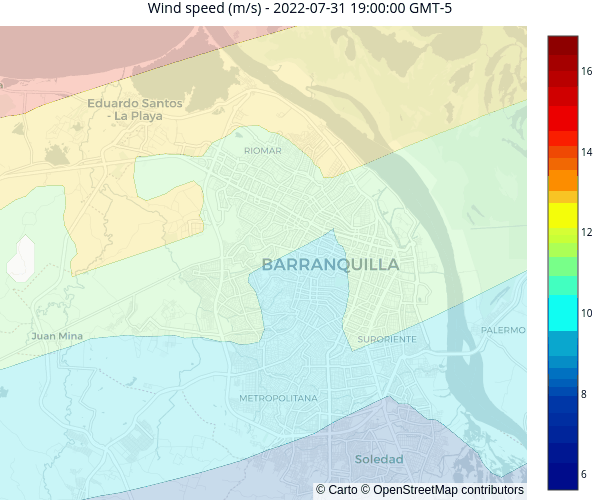 Wind speed (m/s) - 2022-07-31 19:00:00 GMT-5
Eduardo Santos
- La Playa
RIOMAR
BARRANQUILLA
Juan Mina
SURORIENTE
PALERMO
METROPOLITANA
Soledad
© Carto © OpenStreetMap contributors
16
14
12
10
8
6